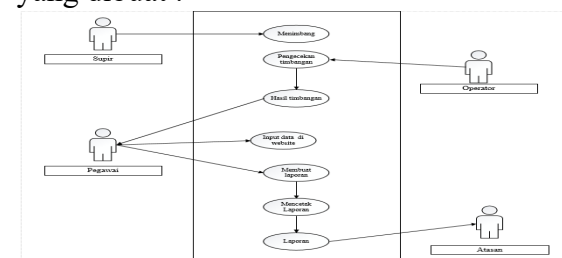 yang dibuat :
Supir
Menimbang
Pengecekan
timbangan
Operator
Hasil timbangan
Pegawai
Input data di
website
Membuat
laporan
Mencetak
Laporan
Laporan
Atasan